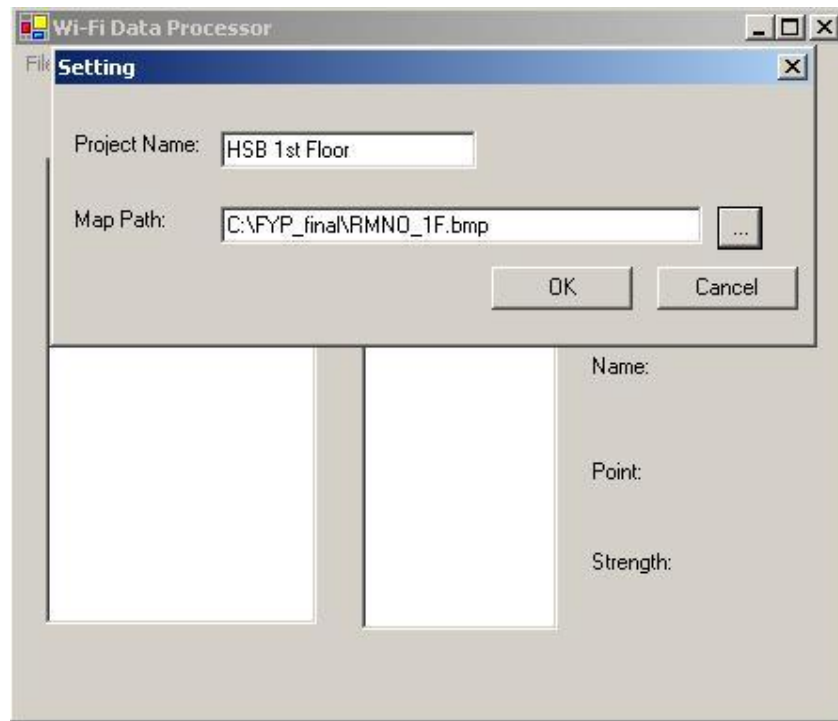 Wi-Fi Data Processor
File
Setting
Project Name: HSB 1st Floor
Map Path: C:\FYP_final\RMNO_1F.bmp ...
OK Cancel
Name:
Point:
Strength: